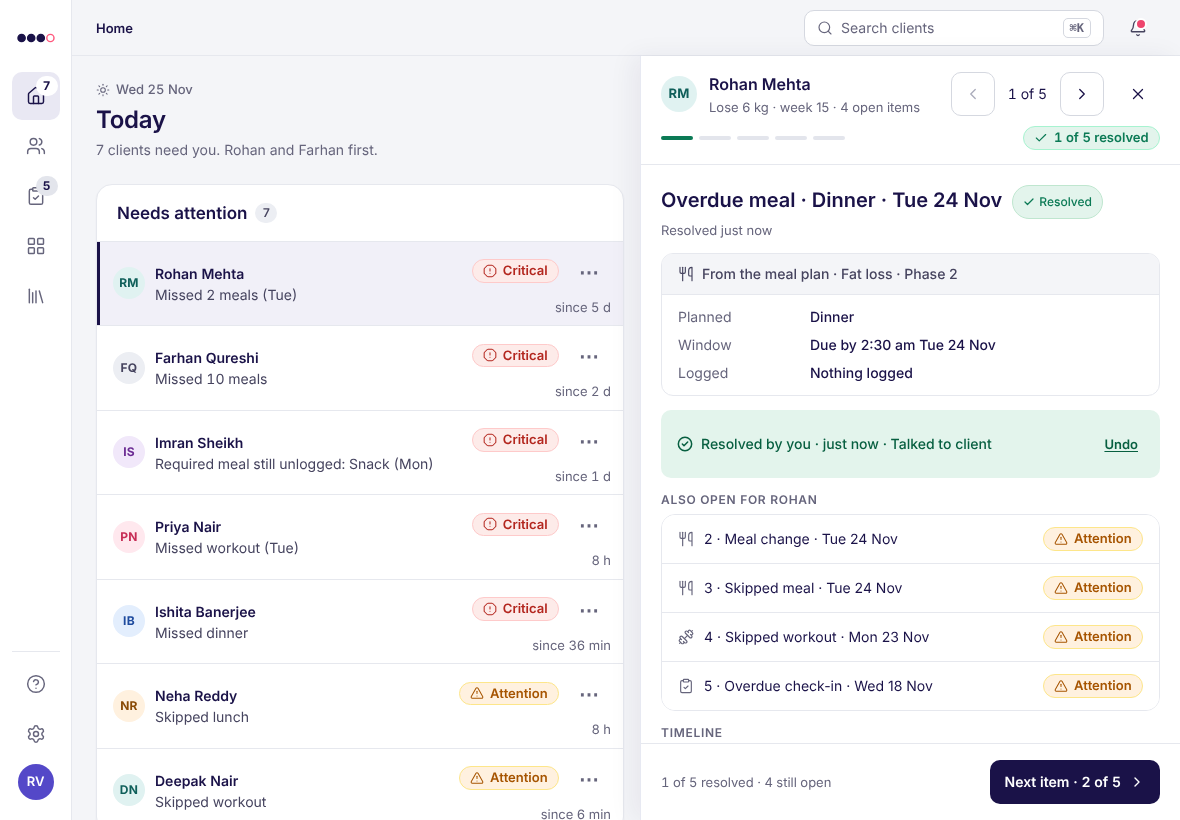 Home
Search clients
⌘K
7
5
RV
Wed 25 Nov
Today
7 clients need you. Rohan and Farhan first.
Needs attention 7
RM
Rohan Mehta
Missed 2 meals (Tue)
Critical
since 5 d
FQ
Farhan Qureshi
Missed 10 meals
Critical
since 2 d
IS
Imran Sheikh
Required meal still unlogged: Snack (Mon)
Critical
since 1 d
PN
Priya Nair
Missed workout (Tue)
Critical
8 h
IB
Ishita Banerjee
Missed dinner
Critical
since 36 min
NR
Neha Reddy
Skipped lunch
Attention
8 h
DN
Deepak Nair
Skipped workout
Attention
since 6 h
RM
Rohan Mehta
Lose 6 kg · week 15 · 4 open items
1 of 5
1 of 5 resolved
Overdue meal · Dinner · Tue 24 Nov
Resolved
Resolved just now
From the meal plan · Fat loss · Phase 2
Planned Dinner
Window Due by 2:30 am Tue 24 Nov
Logged Nothing logged
Resolved by you · just now · Talked to client
Undo
ALSO OPEN FOR ROHAN
2 · Meal change · Tue 24 Nov Attention
3 · Skipped meal · Tue 24 Nov Attention
4 · Skipped workout · Mon 23 Nov Attention
5 · Overdue check-in · Wed 18 Nov Attention
TIMELINE
1 of 5 resolved · 4 still open
Next item · 2 of 5